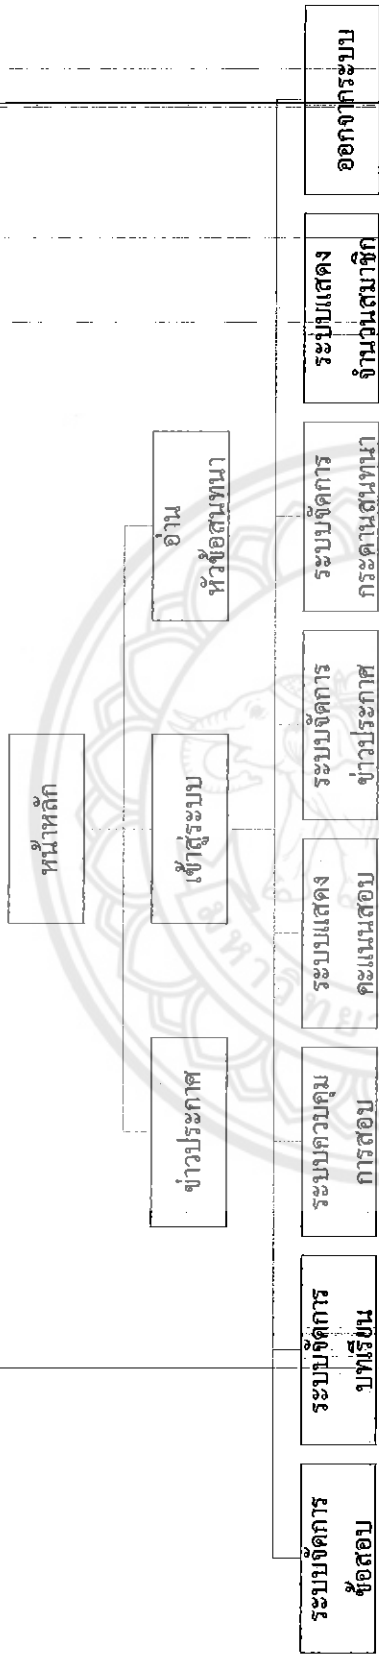 หน้าหลัก
ข่าวประกาศ
เข้าสู่ระบบ
อ่าน
หัวข้อสนทนา
ระบบจัดการ
ข้อสอบ
ระบบจัดการ
บทเรียน
ระบบควบคุม
การสอบ
ระบบแสดง
คะแนนสอบ
ระบบจัดการ
ข่าวประกาศ
ระบบจัดการ
กระดานสนทนา
ระบบแสดง
จำนวนสมาชิก
ออกจากระบบ